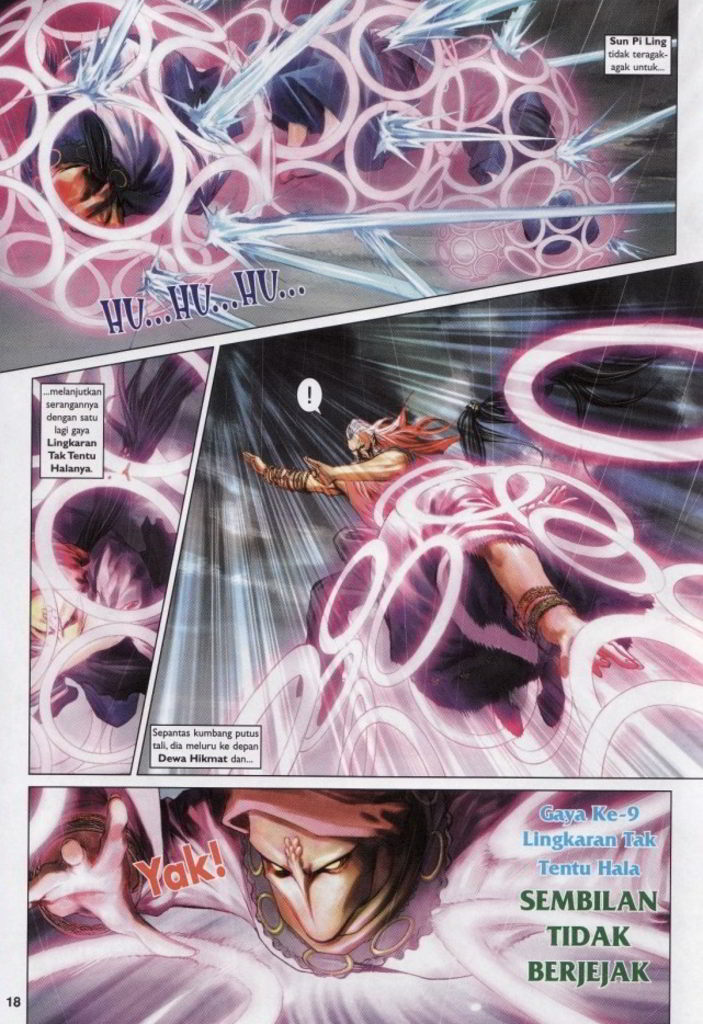 Sun Pi Ling
tidak teragak-
agak untuk...
HU...HU...HU...
...melanjutkan
serangannya
dengan satu
lagi gaya
Lingkaran
Tak Tentu
Halanya.
!
Sepantas kumbang putus
tali, dia meluru ke depan
Dewa Hikmat dan...
Yak!
Gaya Ke-9
Lingkaran Tak
Tentu Hala
SEMBILAN
TIDAK
BERJEJAK
18